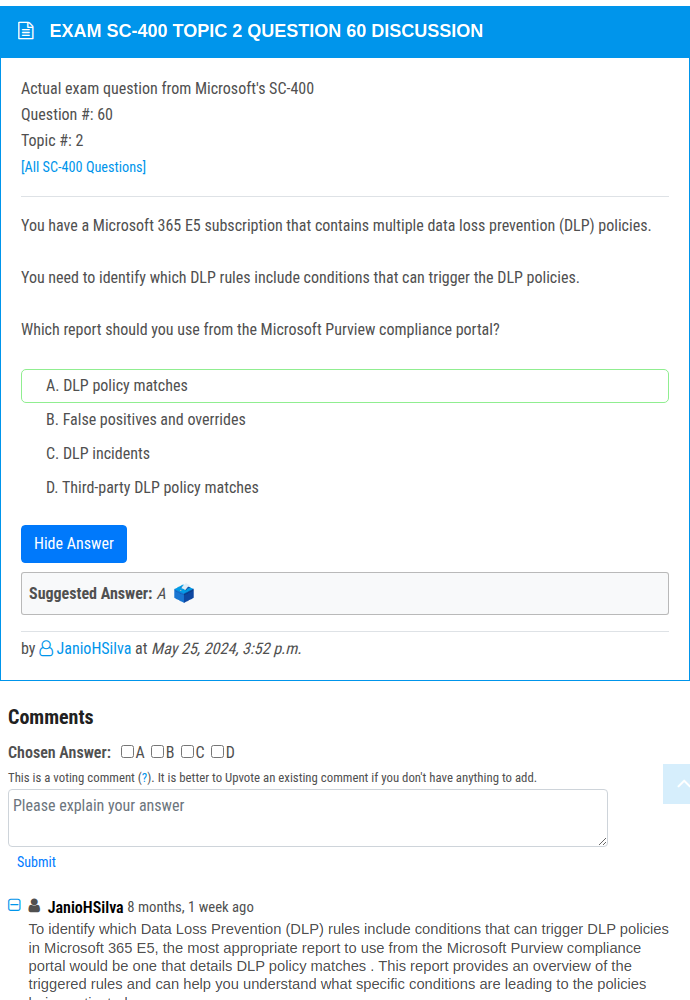 EXAM SC-400 TOPIC 2 QUESTION 60 DISCUSSION
Actual exam question from Microsoft's SC-400
Question #: 60
Topic #: 2
[All SC-400 Questions]
You have a Microsoft 365 E5 subscription that contains multiple data loss prevention (DLP) policies.
You need to identify which DLP rules include conditions that can trigger the DLP policies.
Which report should you use from the Microsoft Purview compliance portal?
A. DLP policy matches
B. False positives and overrides
C. DLP incidents
D. Third-party DLP policy matches
Hide Answer
Suggested Answer: A
by JanioHSilva at May 25, 2024, 3:52 p.m.
Comments
Chosen Answer: A B C D
This is a voting comment (?). It is better to Upvote an existing comment if you don't have anything to add.
Please explain your answer
Submit
JanioHSilva 8 months, 1 week ago
To identify which Data Loss Prevention (DLP) rules include conditions that can trigger DLP policies
in Microsoft 365 E5, the most appropriate report to use from the Microsoft Purview compliance
portal would be one that details DLP policy matches . This report provides an overview of the
triggered rules and can help you understand what specific conditions are leading to the policies